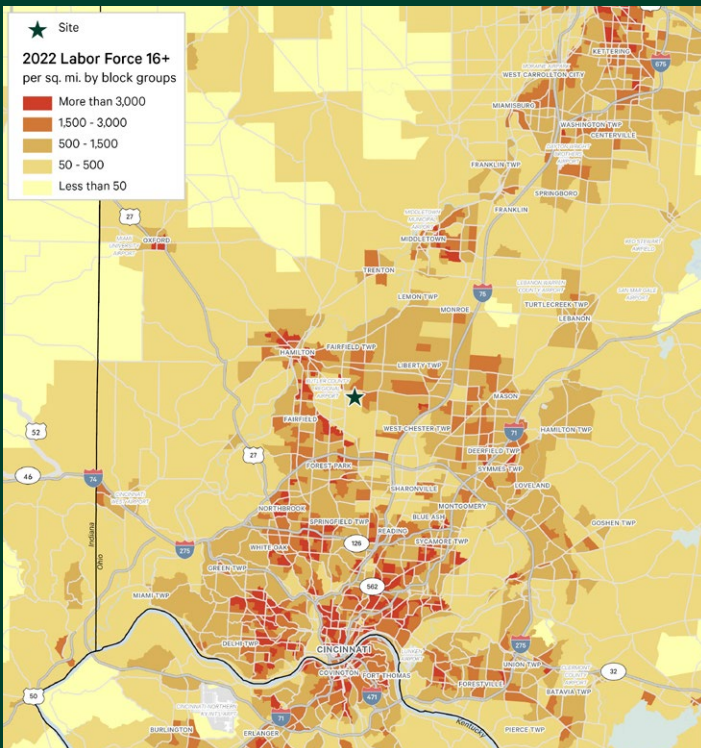 Site
2022 Labor Force 16+
per sq. mi. by block groups
More than 3,000
1,500 - 3,000
500 - 1,500
50 - 500
Less than 50
KETTERING
675
WEST CARROLLTON CITY
MIAMISBURG
WASHINGTON TWP
CENTERVILLE
FRANKLIN TWP
SPRINGBORO
FRANKLIN
27
OXFORD
MIDDLETOWN
TRENTON
LEMON TWP
MONROE
75
TURTLECREEK TWP
LEBANON
HAMILTON
FAIRFIELD TWP
LIBERTY TWP
MASON
FAIRFIELD
WEST CHESTER TWP
71
HAMILTON TWP
52
27
DEERFIELD TWP
46
74
FOREST PARK
SYMMES TWP
SHARONVILLE
LOVELAND
MONTGOMERY
NORTHBROOK
SPRINGFIELD TWP
BLUE ASH
GOSHEN TWP
READING
Indiana
Ohio
275
WHITE OAK
126
SYCAMORE TWP
GREEN TWP
562
MIAMI TWP
DELHI TWP
CINCINNATI
275
UNION TWP
32
COVINGTON
FORT THOMAS
FORESTVILLE
BATAVIA TWP
50
471
71
Kentucky
PIERCE TWP
BURLINGTON
ERLANGER